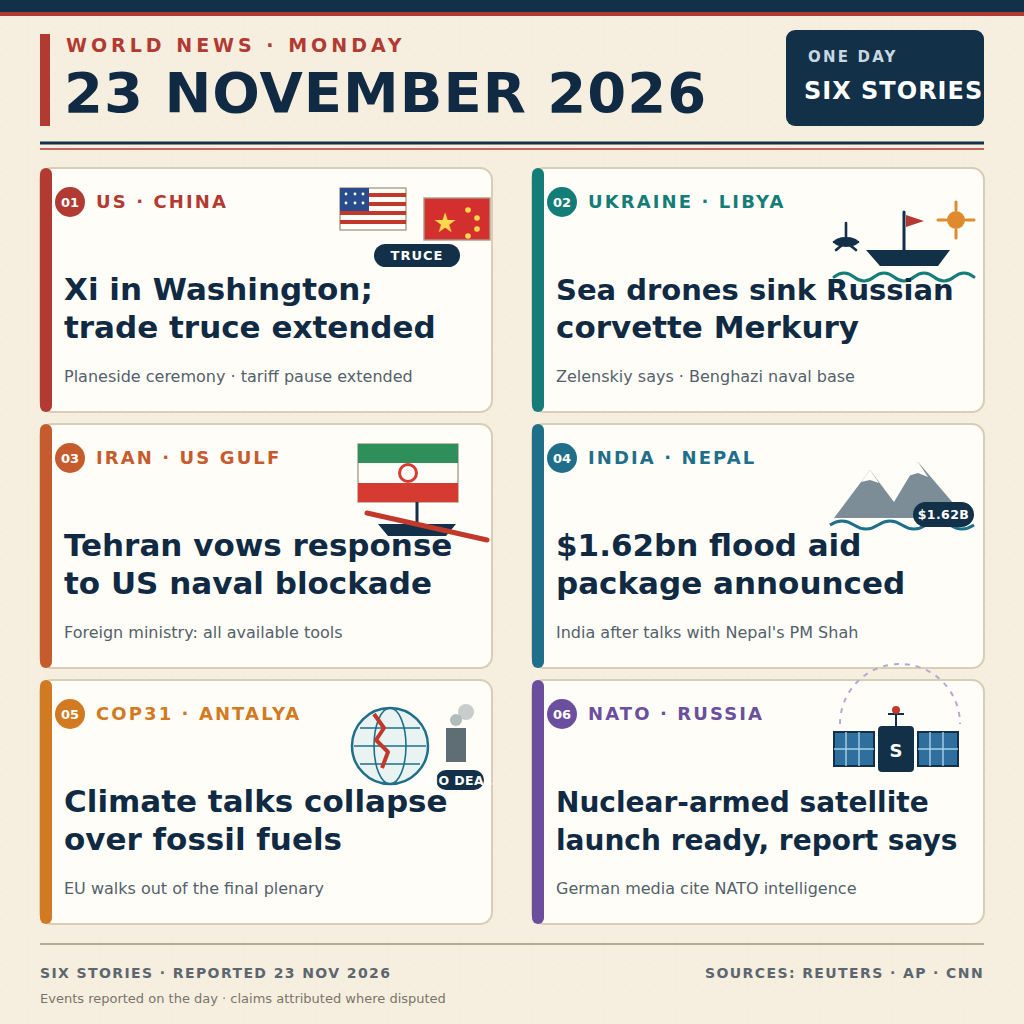 WORLD NEWS · MONDAY
23 NOVEMBER 2026
ONE DAY
SIX STORIES
01 US · CHINA
TRUCE
Xi in Washington;
trade truce extended
Planeside ceremony · tariff pause extended
02 UKRAINE · LIBYA
Sea drones sink Russian
corvette Merkury
Zelenskiy says · Benghazi naval base
03 IRAN · US GULF
Tehran vows response
to US naval blockade
Foreign ministry: all available tools
04 INDIA · NEPAL
$1.62B
$1.62bn flood aid
package announced
India after talks with Nepal's PM Shah
05 COP31 · ANTALYA
O DEA
Climate talks collapse
over fossil fuels
EU walks out of the final plenary
06 NATO · RUSSIA
S
Nuclear-armed satellite
launch ready, report says
German media cite NATO intelligence
SIX STORIES · REPORTED 23 NOV 2026
SOURCES: REUTERS · AP · CNN
Events reported on the day · claims attributed where disputed